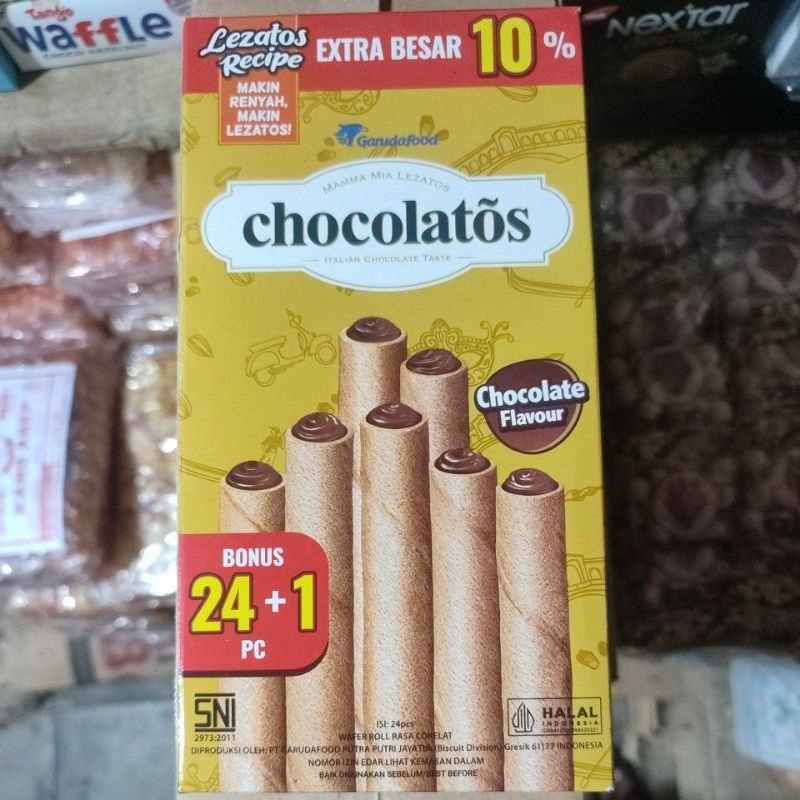 Tango
Waffle
NEXTAR
Lezatos
Recipe
EXTRA BESAR 10 %
MAKIN
RENYAH,
MAKIN
LEZATOS!
Garudafood
MAMMA MIA LEZATOS
chocolatõs
ITALIAN CHOCOLATE TASTE
Chocolate
Flavour
BONUS
24 + 1
PC
SNI
2973:2011
HALAL
INDONESIA
ISI: 24pcs
WAFER ROLL RASA COKELAT
DIPRODUKSI OLEH: PT GARUDAFOOD PUTRA PUTRI JAYA Tbk (Biscuit Division) Gresik 61177 INDONESIA
NOMOR IZIN EDAR LIHAT KEMASAN DALAM
BAIK DIGUNAKAN SEBELUM/BEST BEFORE